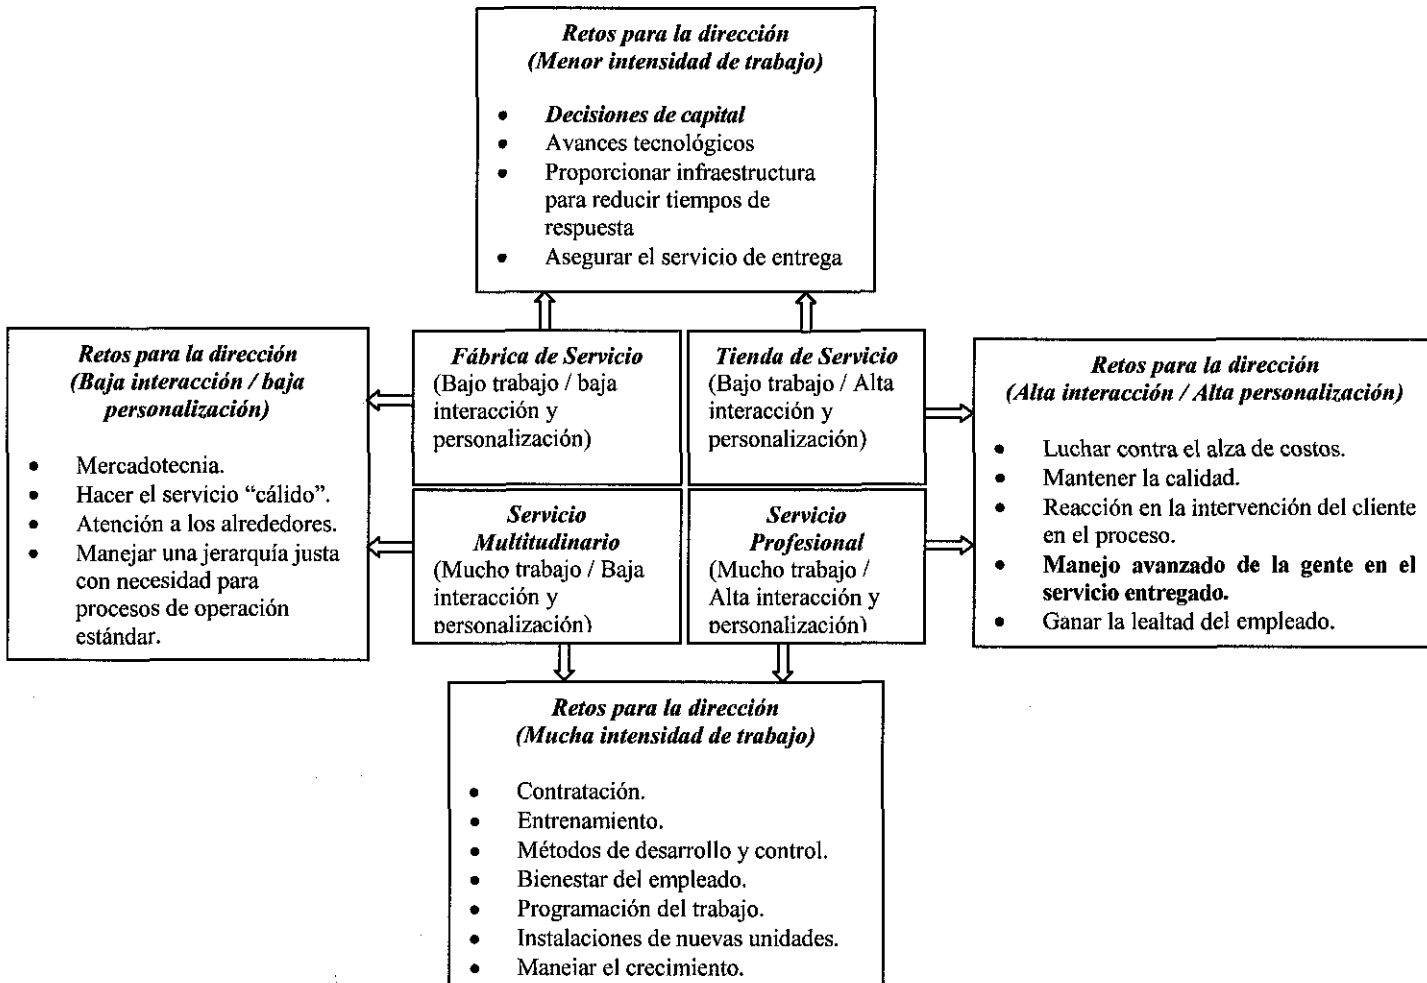 Retos para la dirección
(Menor intensidad de trabajo)
• Decisiones de capital
• Avances tecnológicos
• Proporcionar infraestructura
para reducir tiempos de
respuesta
• Asegurar el servicio de entrega
Retos para la dirección
(Baja interacción / baja
personalización)
• Mercadotecnia.
• Hacer el servicio “cálido”.
• Atención a los alrededores.
• Manejar una jerarquía justa
con necesidad para
procesos de operación
estándar.
Fábrica de Servicio
(Bajo trabajo / baja
interacción y
personalización)
Tienda de Servicio
(Bajo trabajo / Alta
interacción y
personalización)
Servicio
Multitudinario
(Mucho trabajo / Baja
interacción y
personalización)
Servicio
Profesional
(Mucho trabajo /
Alta interacción y
personalización)
Retos para la dirección
(Alta interacción / Alta personalización)
• Luchar contra el alza de costos.
• Mantener la calidad.
• Reacción en la intervención del cliente
en el proceso.
• Manejo avanzado de la gente en el
servicio entregado.
• Ganar la lealtad del empleado.
Retos para la dirección
(Mucha intensidad de trabajo)
• Contratación.
• Entrenamiento.
• Métodos de desarrollo y control.
• Bienestar del empleado.
• Programación del trabajo.
• Instalaciones de nuevas unidades.
• Manejar el crecimiento.